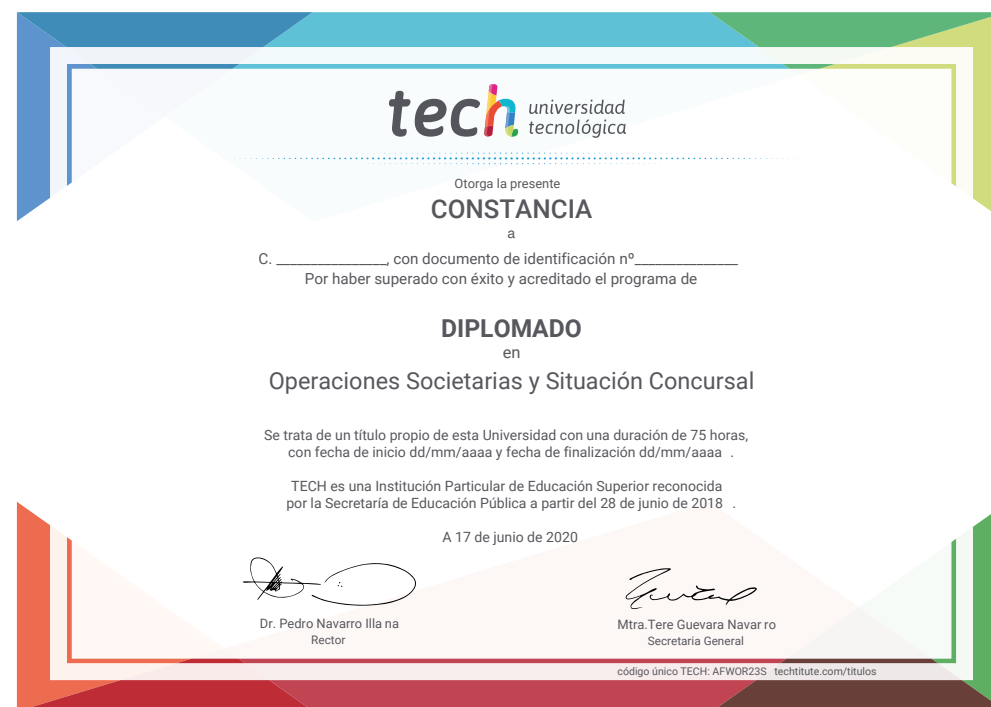 tech universidad
tecnológica
Otorga la presente
CONSTANCIA
a
C. ________________, con documento de identificación nº_______________
Por haber superado con éxito y acreditado el programa de
DIPLOMADO
en
Operaciones Societarias y Situación Concursal
Se trata de un título propio de esta Universidad con una duración de 75 horas,
con fecha de inicio dd/mm/aaaa y fecha de finalización dd/mm/aaaa .
TECH es una Institución Particular de Educación Superior reconocida
por la Secretaría de Educación Pública a partir del 28 de junio de 2018 .
A 17 de junio de 2020
Dr. Pedro Navarro Illa na
Rector
Mtra.Tere Guevara Navar ro
Secretaria General
código único TECH: AFWOR23S techtitute.com/titulos